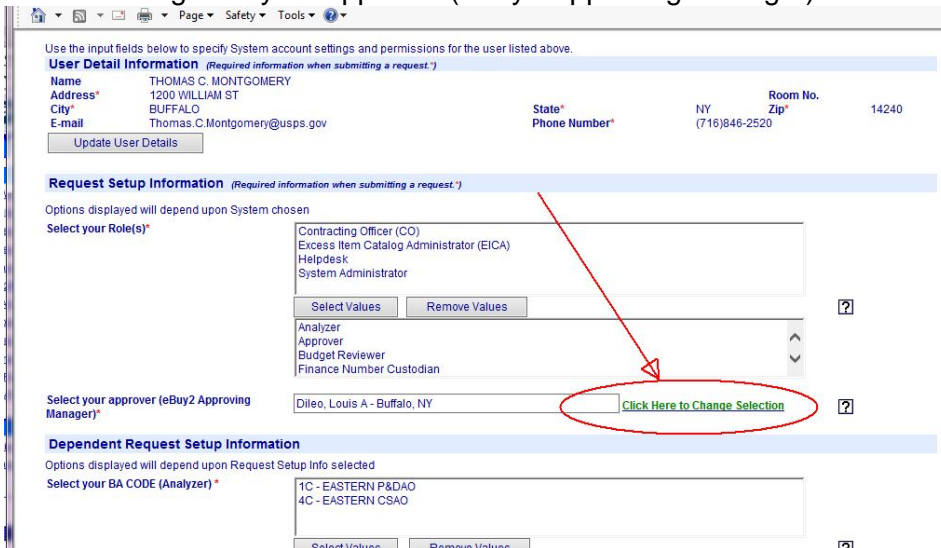 Page Safety Tools
Use the input fields below to specify System account settings and permissions for the user listed above.
User Detail Information (Required information when submitting a request.*)
Name THOMAS C. MONTGOMERY
Address* 1200 WILLIAM ST Room No.
City* BUFFALO State* NY Zip* 14240
E-mail Thomas.C.Montgomery@usps.gov Phone Number* (716)846-2520
Update User Details
Request Setup Information (Required information when submitting a request.*)
Options displayed will depend upon System chosen
Select your Role(s)* Contracting Officer (CO)
Excess Item Catalog Administrator (EICA)
Helpdesk
System Administrator
Select Values Remove Values ?
Analyzer
Approver
Budget Reviewer
Finance Number Custodian
Select your approver (eBuy2 Approving Dileo, Louis A - Buffalo, NY Click Here to Change Selection ?
Manager)*
Dependent Request Setup Information
Options displayed will depend upon Request Setup Info selected
Select your BA CODE (Analyzer) * 1C - EASTERN P&DAO
4C - EASTERN CSAO
Select Values Remove Values ?